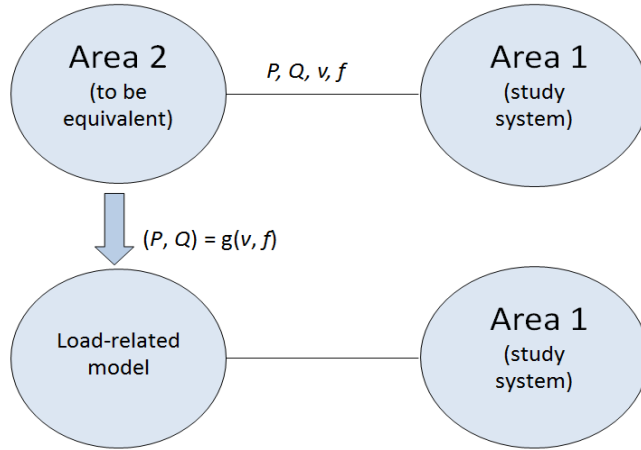 Area 2
(to be
equivalent)
P, Q, v, f
Area 1
(study
system)
(P, Q) = g(v, f)
Load-related
model
Area 1
(study
system)